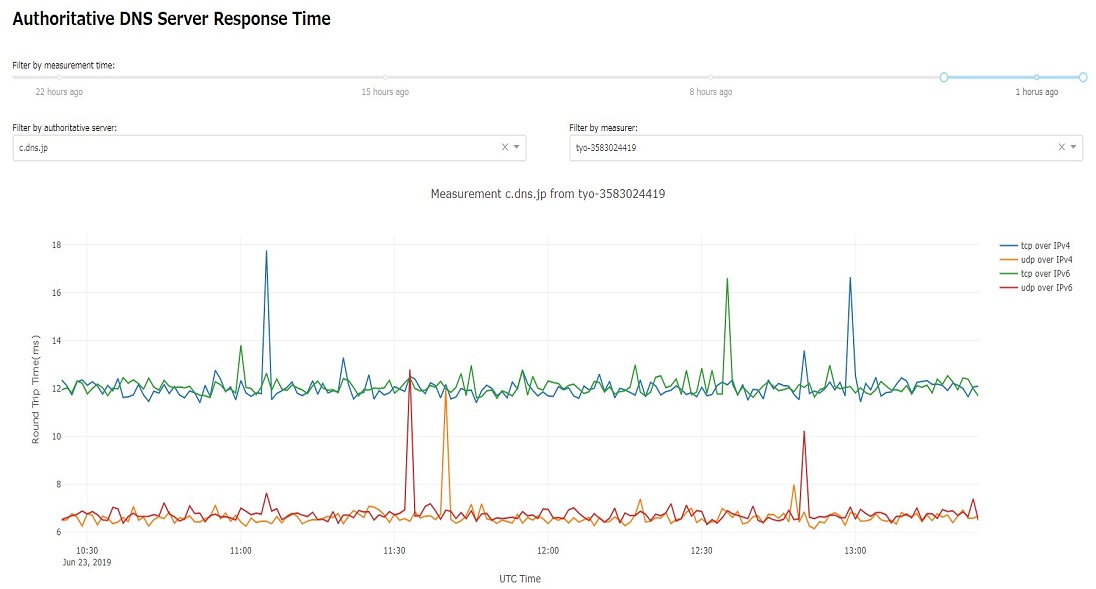 Authoritative DNS Server Response Time
Filter by measurement time:
22 hours ago
15 hours ago
8 hours ago
1 horus ago
Filter by authoritative server:
Filter by measurer:
c.dns.jp
tyo-3583024419
Measurement c.dns.jp from tyo-3583024419
18
16
14
12
10
8
6
Round Trip Time(ms)
tcp over IPv4
udp over IPv4
tcp over IPv6
udp over IPv6
10:30
Jun 23, 2019
11:00
11:30
12:00
12:30
13:00
UTC Time